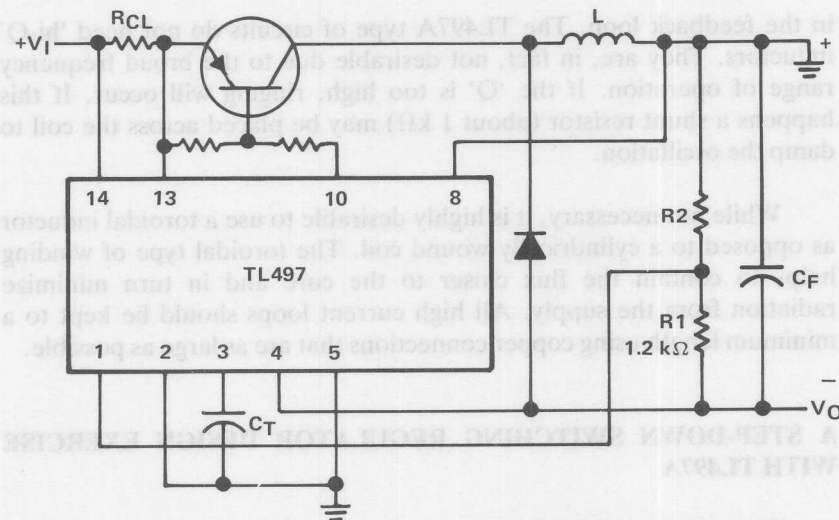 RCL
+VI
L
14 13 10 8
R2
TL497
CF
R1
1.2 kΩ
1 2 3 4 5
CT
−
VO
in the feedback loop. The TL497A type of circuits do not need 'hi-Q'
inductors. They are, in fact, not desirable due to the broad frequency
range of operation. If the 'Q' is too high, ringing will occur. If this
happens a shunt resistor (about 1 kΩ) may be placed across the coil to
damp the oscillation.
While not necessary, it is highly desirable to use a toroidal inductor
as opposed to a cylindrically wound coil. The toroidal type of winding
helps to contain the flux closer to the core and in turn minimize
radiation from the supply. All high current loops should be kept to a
minimum length using copper connections that are as large as possible.
A STEP-DOWN SWITCHING REGULATOR DESIGN EXERCISE
WITH TL497A